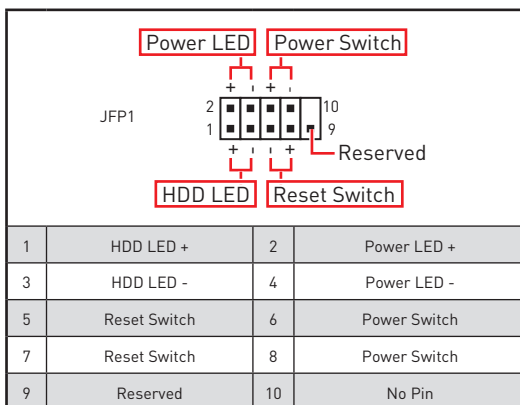 Power LED Power Switch
+ - + -
JFP1
2 10
1 9
+ - - +
Reserved
HDD LED Reset Switch
1 HDD LED + 2 Power LED +
3 HDD LED - 4 Power LED -
5 Reset Switch 6 Power Switch
7 Reset Switch 8 Power Switch
9 Reserved 10 No Pin